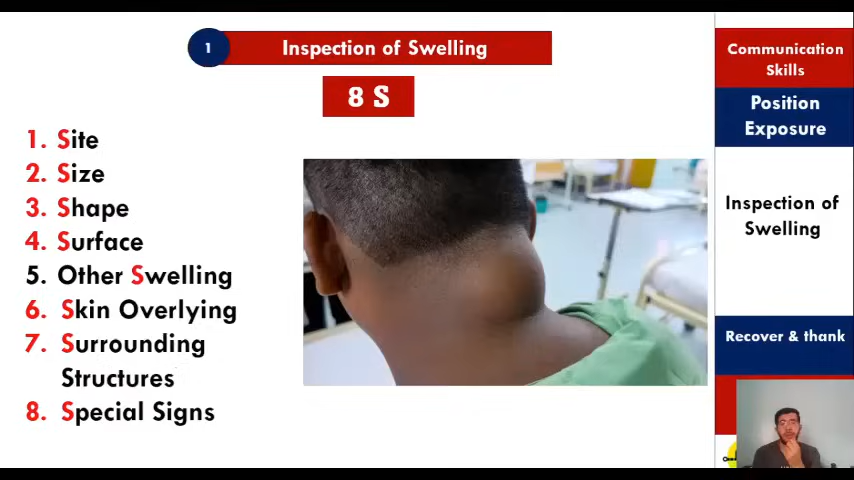 1
Inspection of Swelling
8 S
1. Site
2. Size
3. Shape
4. Surface
5. Other Swelling
6. Skin Overlying
7. Surrounding
Structures
8. Special Signs
Communication
Skills
Position
Exposure
Inspection of
Swelling
Recover & thank